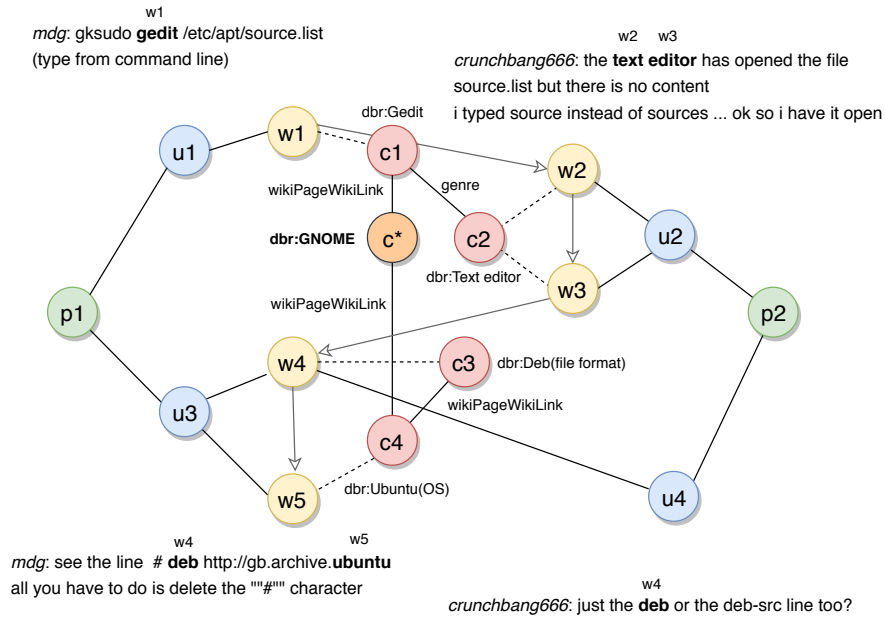 w1
mdg: gksudo gedit /etc/apt/source.list
(type from command line)
w2 w3
crunchbang666: the text editor has opened the file
source.list but there is no content
i typed source instead of sources ... ok so i have it open
dbr:Gedit
w1
c1
u1
w2
wikiPageWikiLink
genre
dbr:GNOME
c*
c2
u2
dbr:Text editor
w3
wikiPageWikiLink
p1
p2
w4
c3
dbr:Deb(file format)
wikiPageWikiLink
u3
c4
dbr:Ubuntu(OS)
w5
u4
w4 w5
mdg: see the line # deb http://gb.archive.ubuntu
all you have to do is delete the ""#"" character
w4
crunchbang666: just the deb or the deb-src line too?